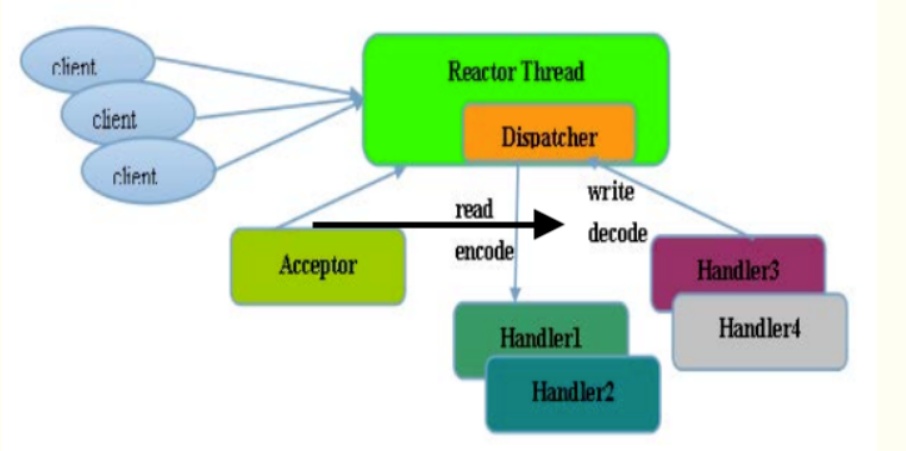 client
client
client
Reactor Thread
Dispatcher
read
encode
write
decode
Acceptor
Handler1
Handler2
Handler3
Handler4